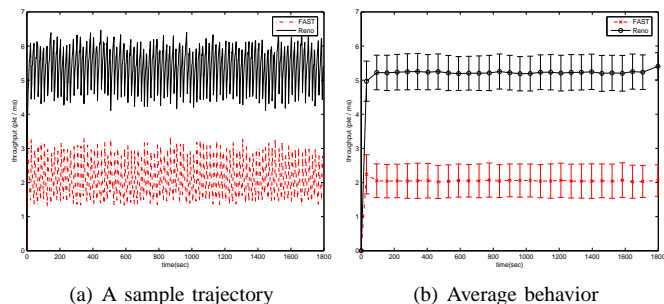 FAST
Reno
throughput (pkt / ms)
7
6
5
4
3
2
1
0
0 200 400 600 800 1000 1200 1400 1600 1800
time(sec)
(a) A sample trajectory
FAST
Reno
throughput (pkt / ms)
7
6
5
4
3
2
1
0
0 200 400 600 800 1000 1200 1400 1600 1800
time(sec)
(b) Average behavior